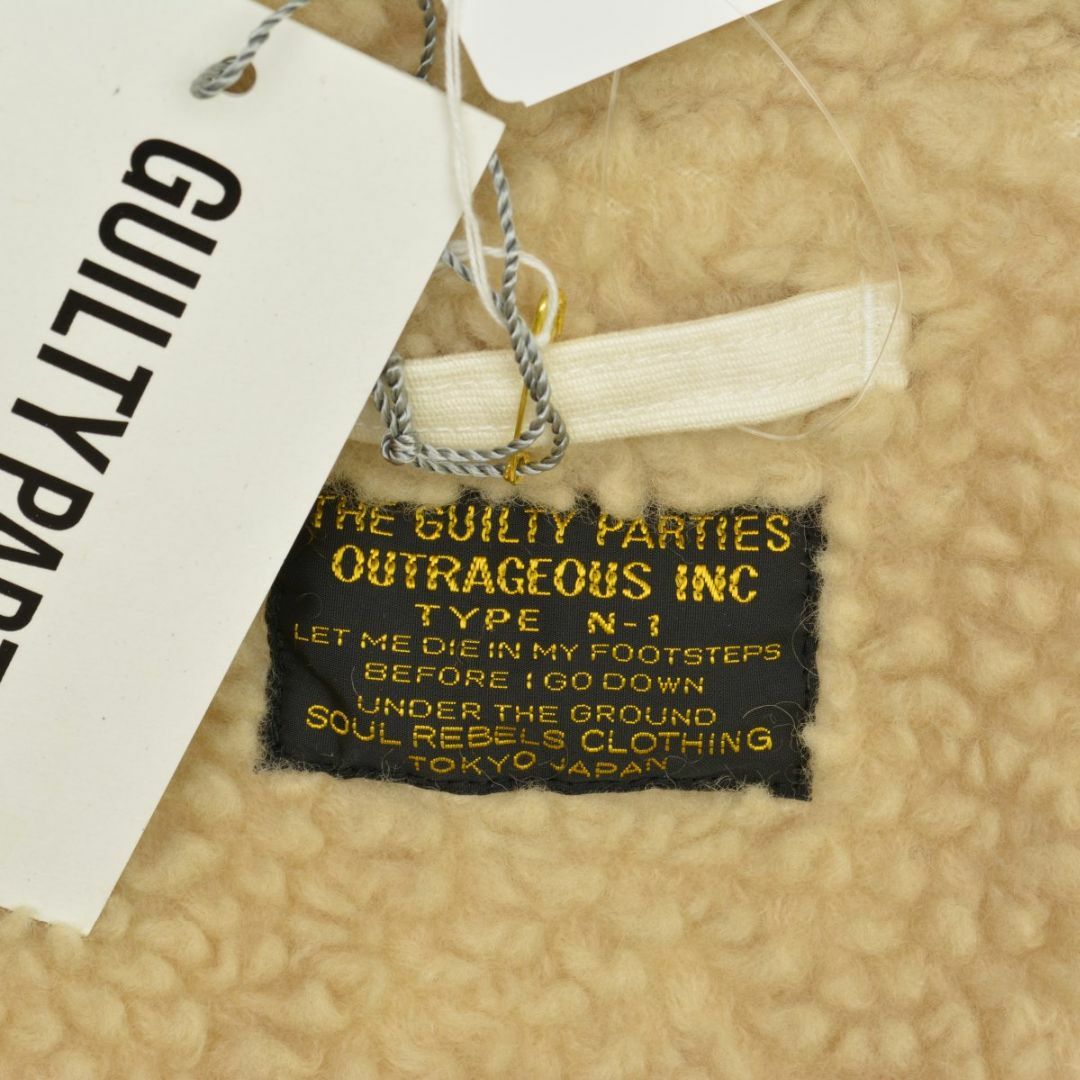 GUILTY PART
THE GUILTY PARTIES
OUTRAGEOUS INC
TYPE N-1
LET ME DIE IN MY FOOTSTEPS
BEFORE I GO DOWN
UNDER THE GROUND
SOUL REBELS CLOTHING
TOKYO JAPAN